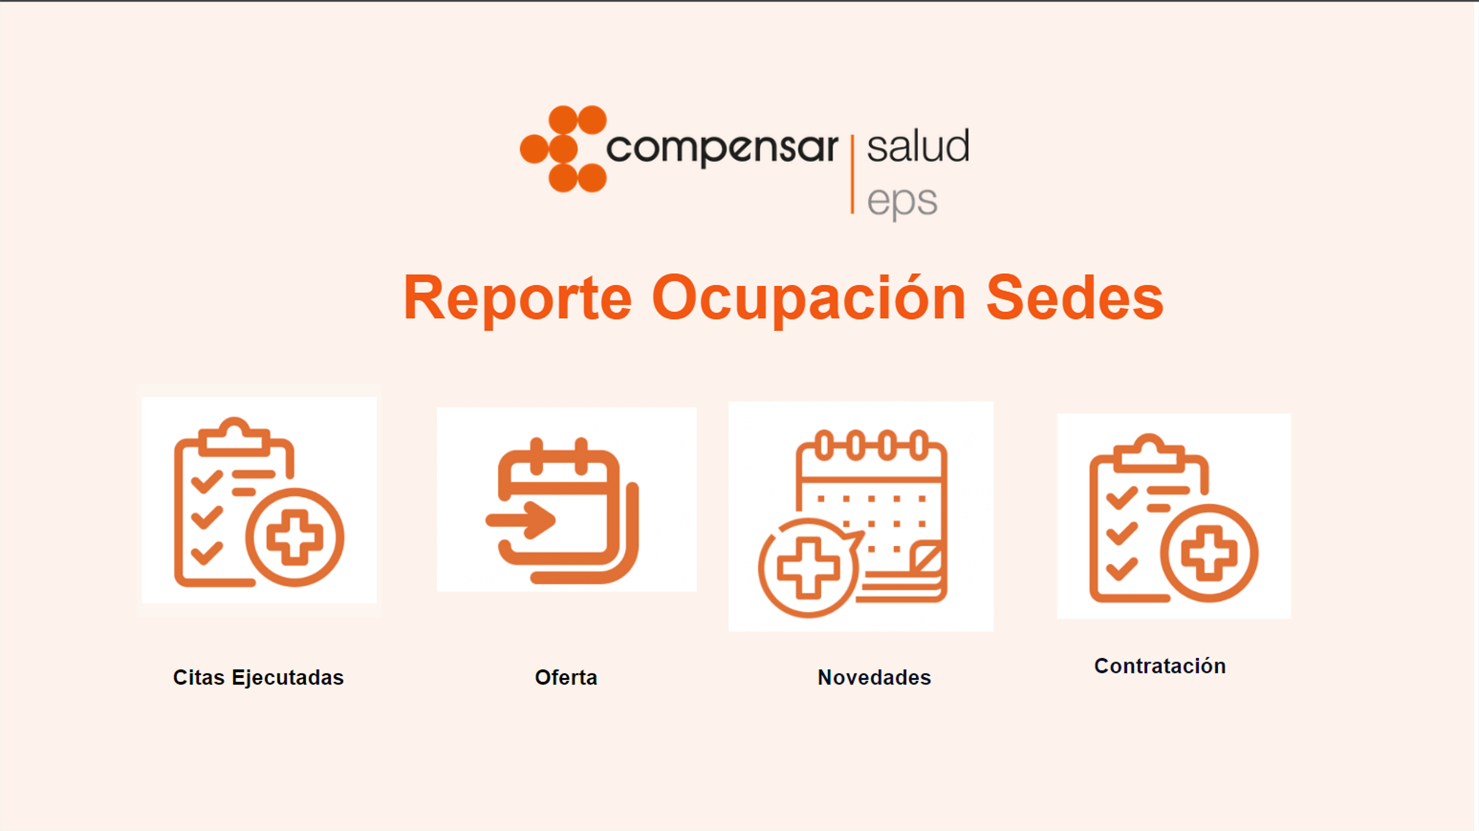 compensar salud
eps
Reporte Ocupación Sedes
Citas Ejecutadas
Oferta
Novedades
Contratación